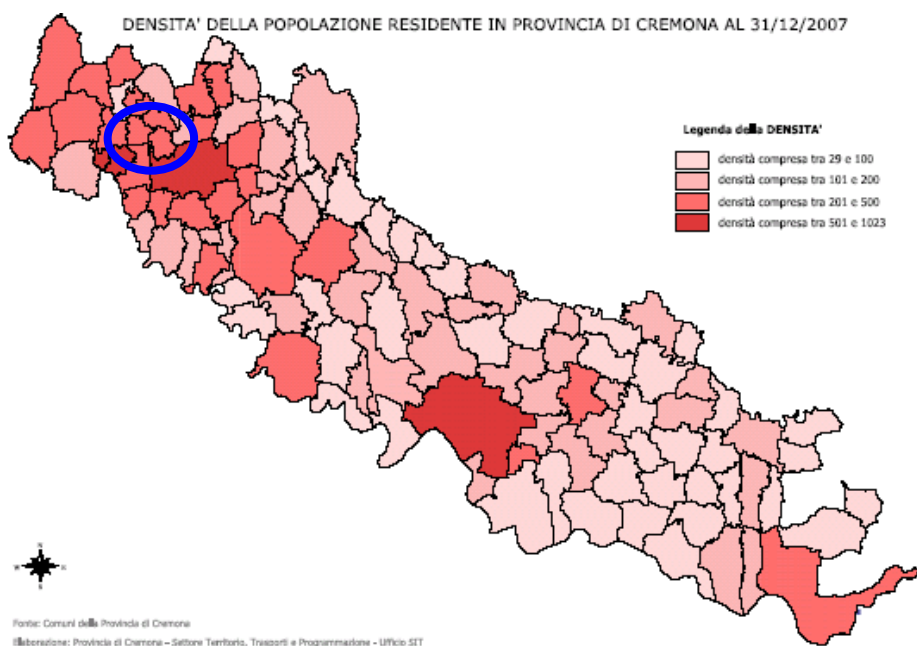 DENSITA' DELLA POPOLAZIONE RESIDENTE IN PROVINCIA DI CREMONA AL 31/12/2007
Legenda della DENSITA'
densità compresa tra 29 e 100
densità compresa tra 101 e 200
densità compresa tra 201 e 500
densità compresa tra 501 e 1023
Fonte: Comuni della Provincia di Cremona
Elaborazione: Provincia di Cremona - Settore Territorio, Trasporti e Programmazione - Ufficio SIT